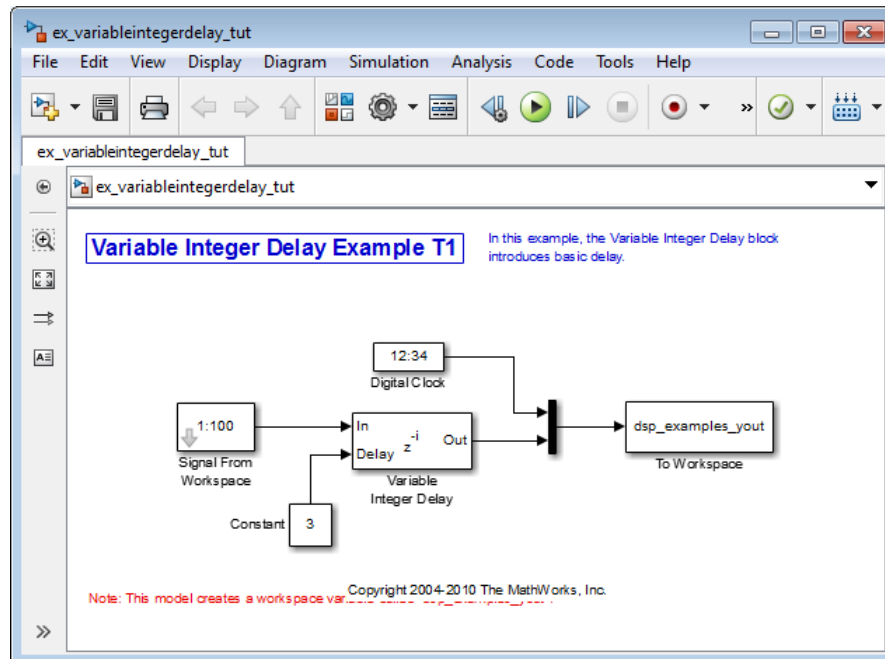 ex_variableintegerdelay_tut
File Edit View Display Diagram Simulation Analysis Code Tools Help
ex_variableintegerdelay_tut
ex_variableintegerdelay_tut
Variable Integer Delay Example T1
In this example, the Variable Integer Delay block
introduces basic delay.
12:34
Digital Clock
1:100
Signal From
Workspace
In
Delay
z-i
Out
Variable
Integer Delay
dsp_examples_yout
To Workspace
Constant
3
Copyright 2004-2010 The MathWorks, Inc.
Note: This model creates a workspace